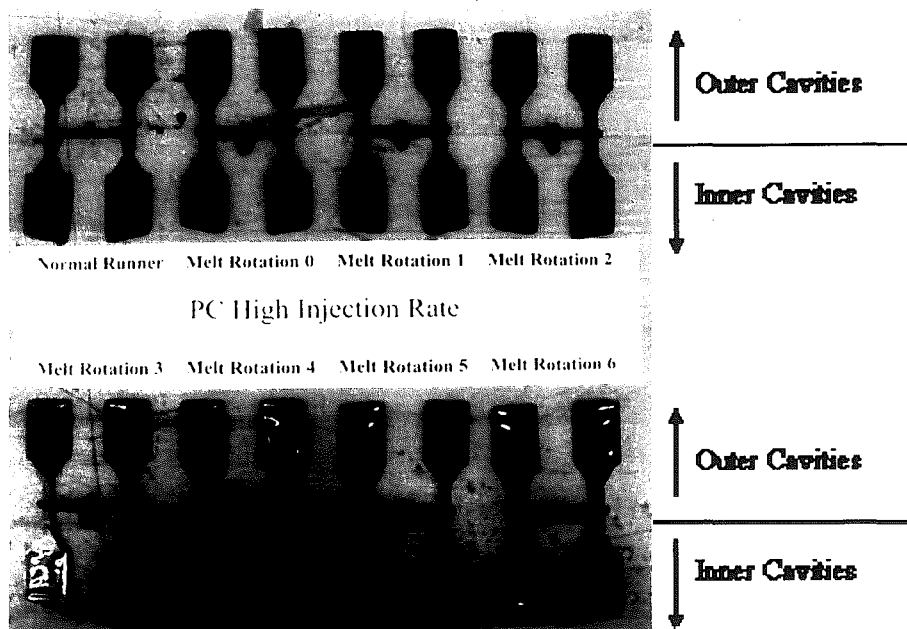 Outer Cavities
Inner Cavities
Normal Runner Melt Rotation 0 Melt Rotation 1 Melt Rotation 2
PC High Injection Rate
Melt Rotation 3 Melt Rotation 4 Melt Rotation 5 Melt Rotation 6
Outer Cavities
Inner Cavities